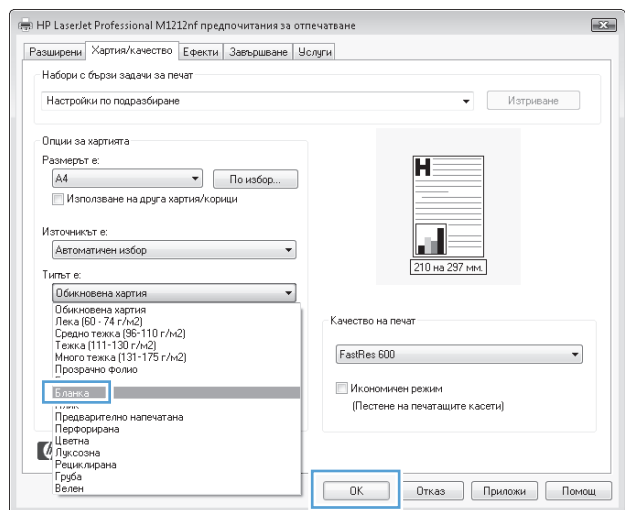 HP LaserJet Professional M1212nf предпочитания за отпечатване
Разширени Хартия/качество Ефекти Завършване Услуги
Набори с бързи задачи за печат
Настройки по подразбиране Изтриване
Опции за хартията
Размерът е:
A4 По избор...
Използване на друга хартия/корици
Източникът е:
Автоматичен избор
Типът е:
Обикновена хартия
Обикновена хартия
Лека (60 - 74 г/м2)
Средно тежка (96-110 г/м2)
Тежка (111-130 г/м2)
Много тежка (131-175 г/м2)
Прозрачно фолио
Бланка
Предварително напечатана
Перфорирана
Цветна
Луксозна
Рециклирана
Груба
Велен
H
210 на 297 мм.
Качество на печат
FastRes 600
Икономичен режим
(Пестене на печатащите касети)
OK Отказ Приложи Помощ